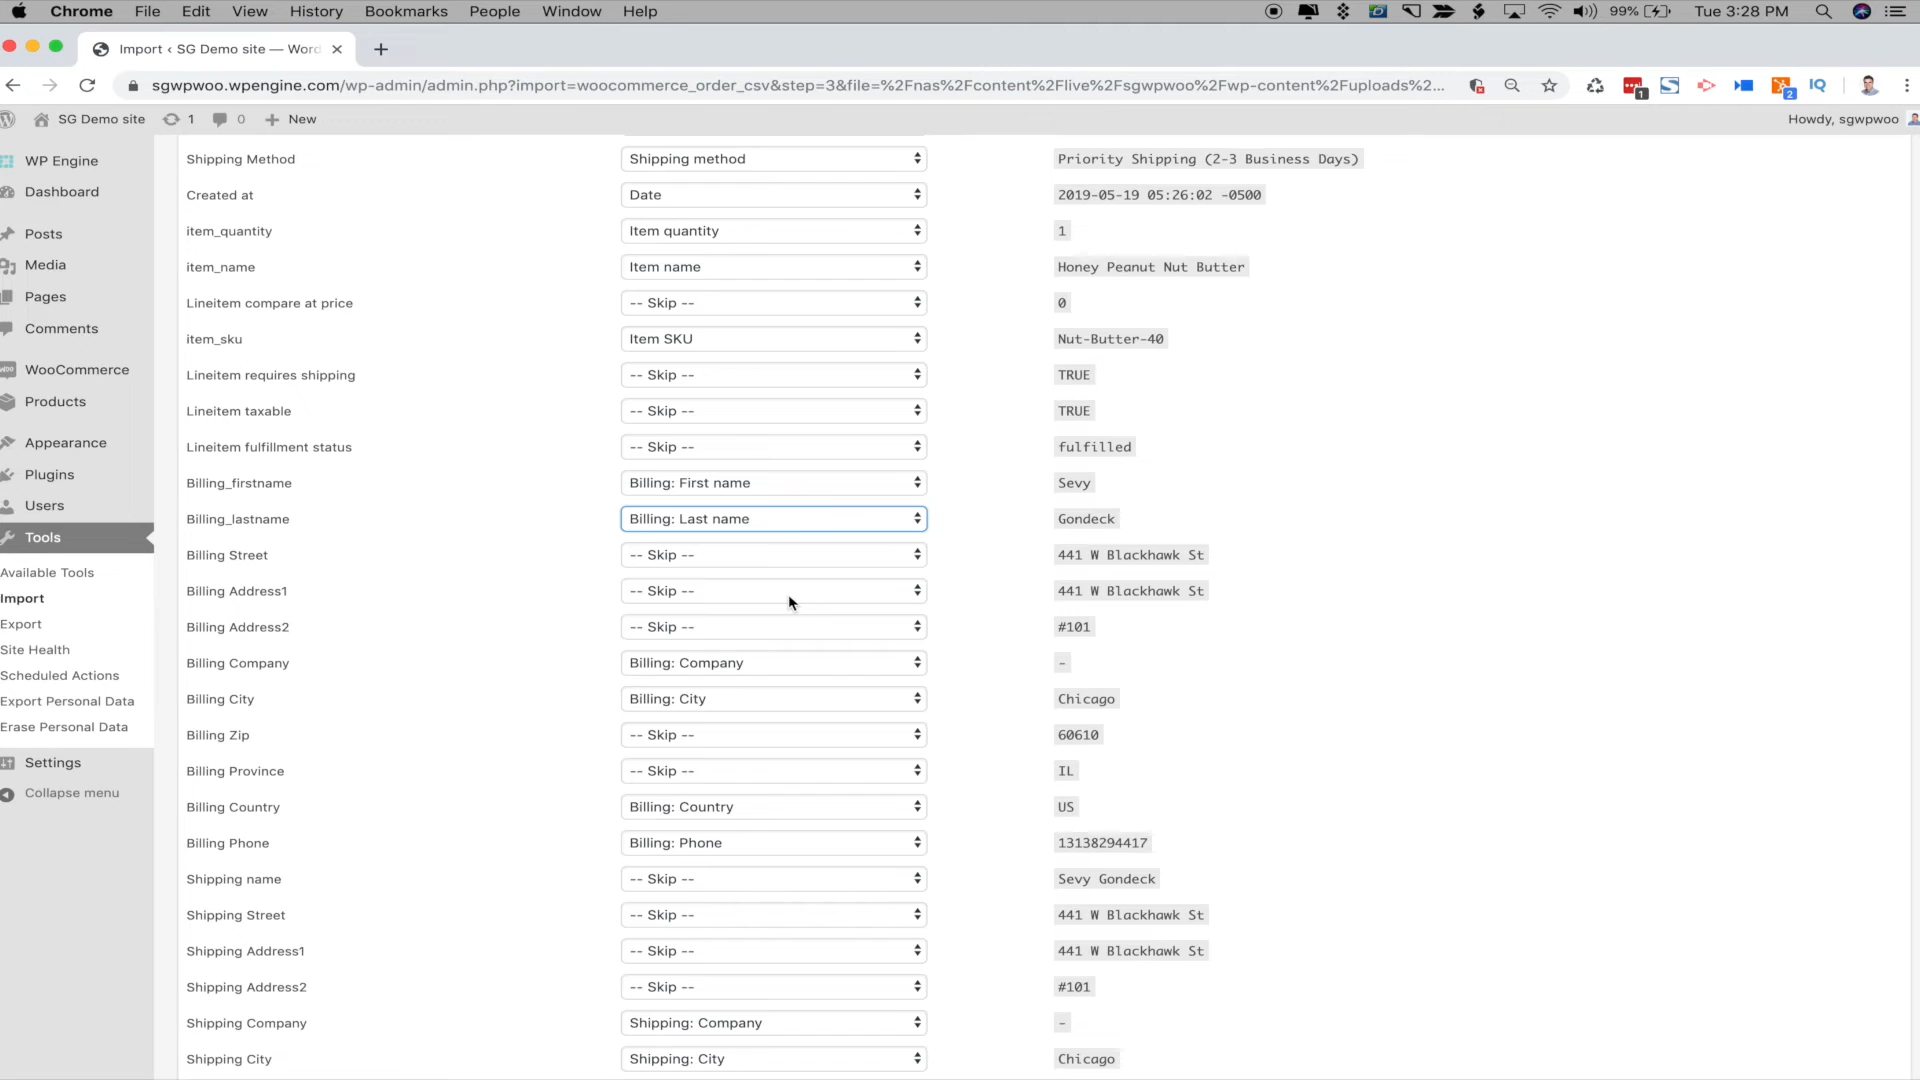 Chrome File Edit View History Bookmarks People Window Help 99% Tue 3:28 PM
Import ‹ SG Demo site — Word
sgwpwoo.wpengine.com/wp-admin/admin.php?import=woocommerce_order_csv&step=3&file=%2Fnas%2Fcontent%2Flive%2Fsgwpwoo%2Fwp-content%2Fuploads%2... 1 2 IQ
SG Demo site 1 0 New Howdy, sgwpwoo
WP Engine
Dashboard
Posts
Media
Pages
Comments
WooCommerce
Products
Appearance
Plugins
Users
Tools
Available Tools
Import
Export
Site Health
Scheduled Actions
Export Personal Data
Erase Personal Data
Settings
Collapse menu
Shipping Method Shipping method Priority Shipping (2-3 Business Days)
Created at Date 2019-05-19 05:26:02 -0500
item_quantity Item quantity 1
item_name Item name Honey Peanut Nut Butter
Lineitem compare at price -- Skip -- 0
item_sku Item SKU Nut-Butter-40
Lineitem requires shipping -- Skip -- TRUE
Lineitem taxable -- Skip -- TRUE
Lineitem fulfillment status -- Skip -- fulfilled
Billing_firstname Billing: First name Sevy
Billing_lastname Billing: Last name Gondeck
Billing Street -- Skip -- 441 W Blackhawk St
Billing Address1 -- Skip -- 441 W Blackhawk St
Billing Address2 -- Skip -- #101
Billing Company Billing: Company -
Billing City Billing: City Chicago
Billing Zip -- Skip -- 60610
Billing Province -- Skip -- IL
Billing Country Billing: Country US
Billing Phone Billing: Phone 13138294417
Shipping name -- Skip -- Sevy Gondeck
Shipping Street -- Skip -- 441 W Blackhawk St
Shipping Address1 -- Skip -- 441 W Blackhawk St
Shipping Address2 -- Skip -- #101
Shipping Company Shipping: Company -
Shipping City Shipping: City Chicago